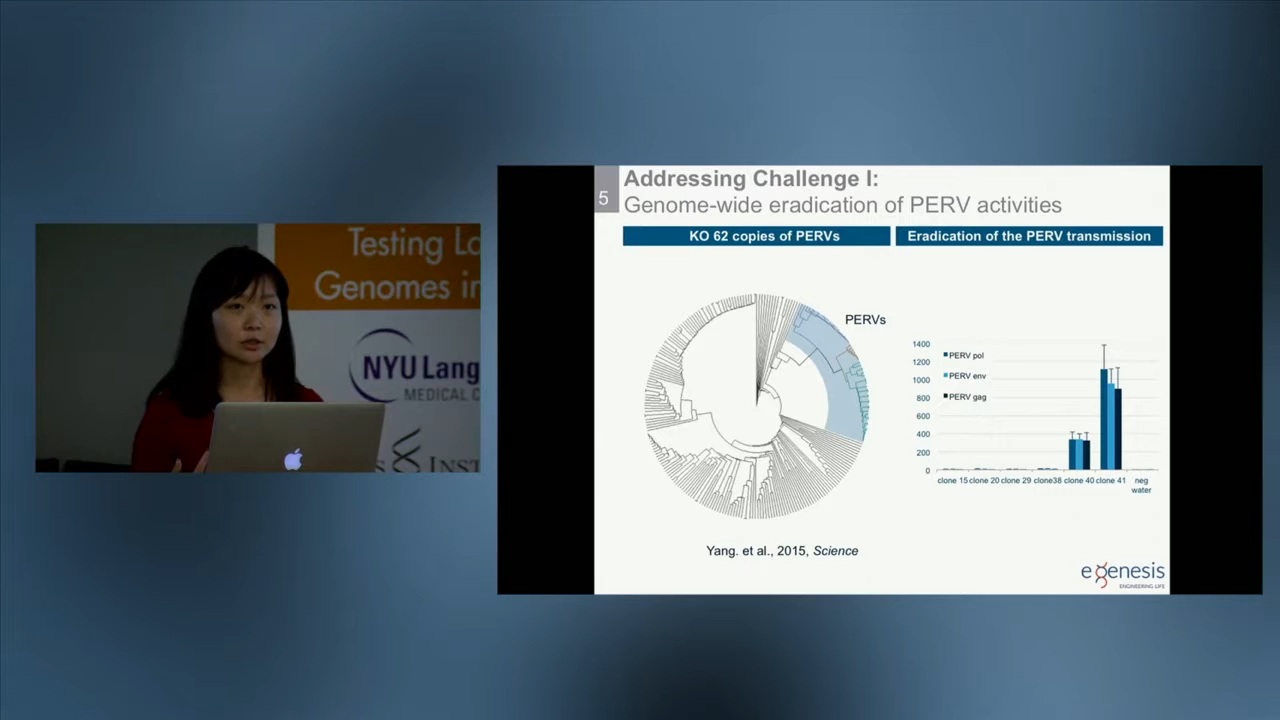 Testing La
Genomes in
NYU Lang
MEDICAL C
S INST
5
Addressing Challenge I:
Genome-wide eradication of PERV activities
KO 62 copies of PERVs
Eradication of the PERV transmission
PERVs
1400
1200
1000
800
600
400
200
0
PERV pol
PERV env
PERV gag
clone 15 clone 20 clone 29 clone38 clone 40 clone 41 neg
water
Yang. et al., 2015, Science
egenesis
ENGINEERING LIFE